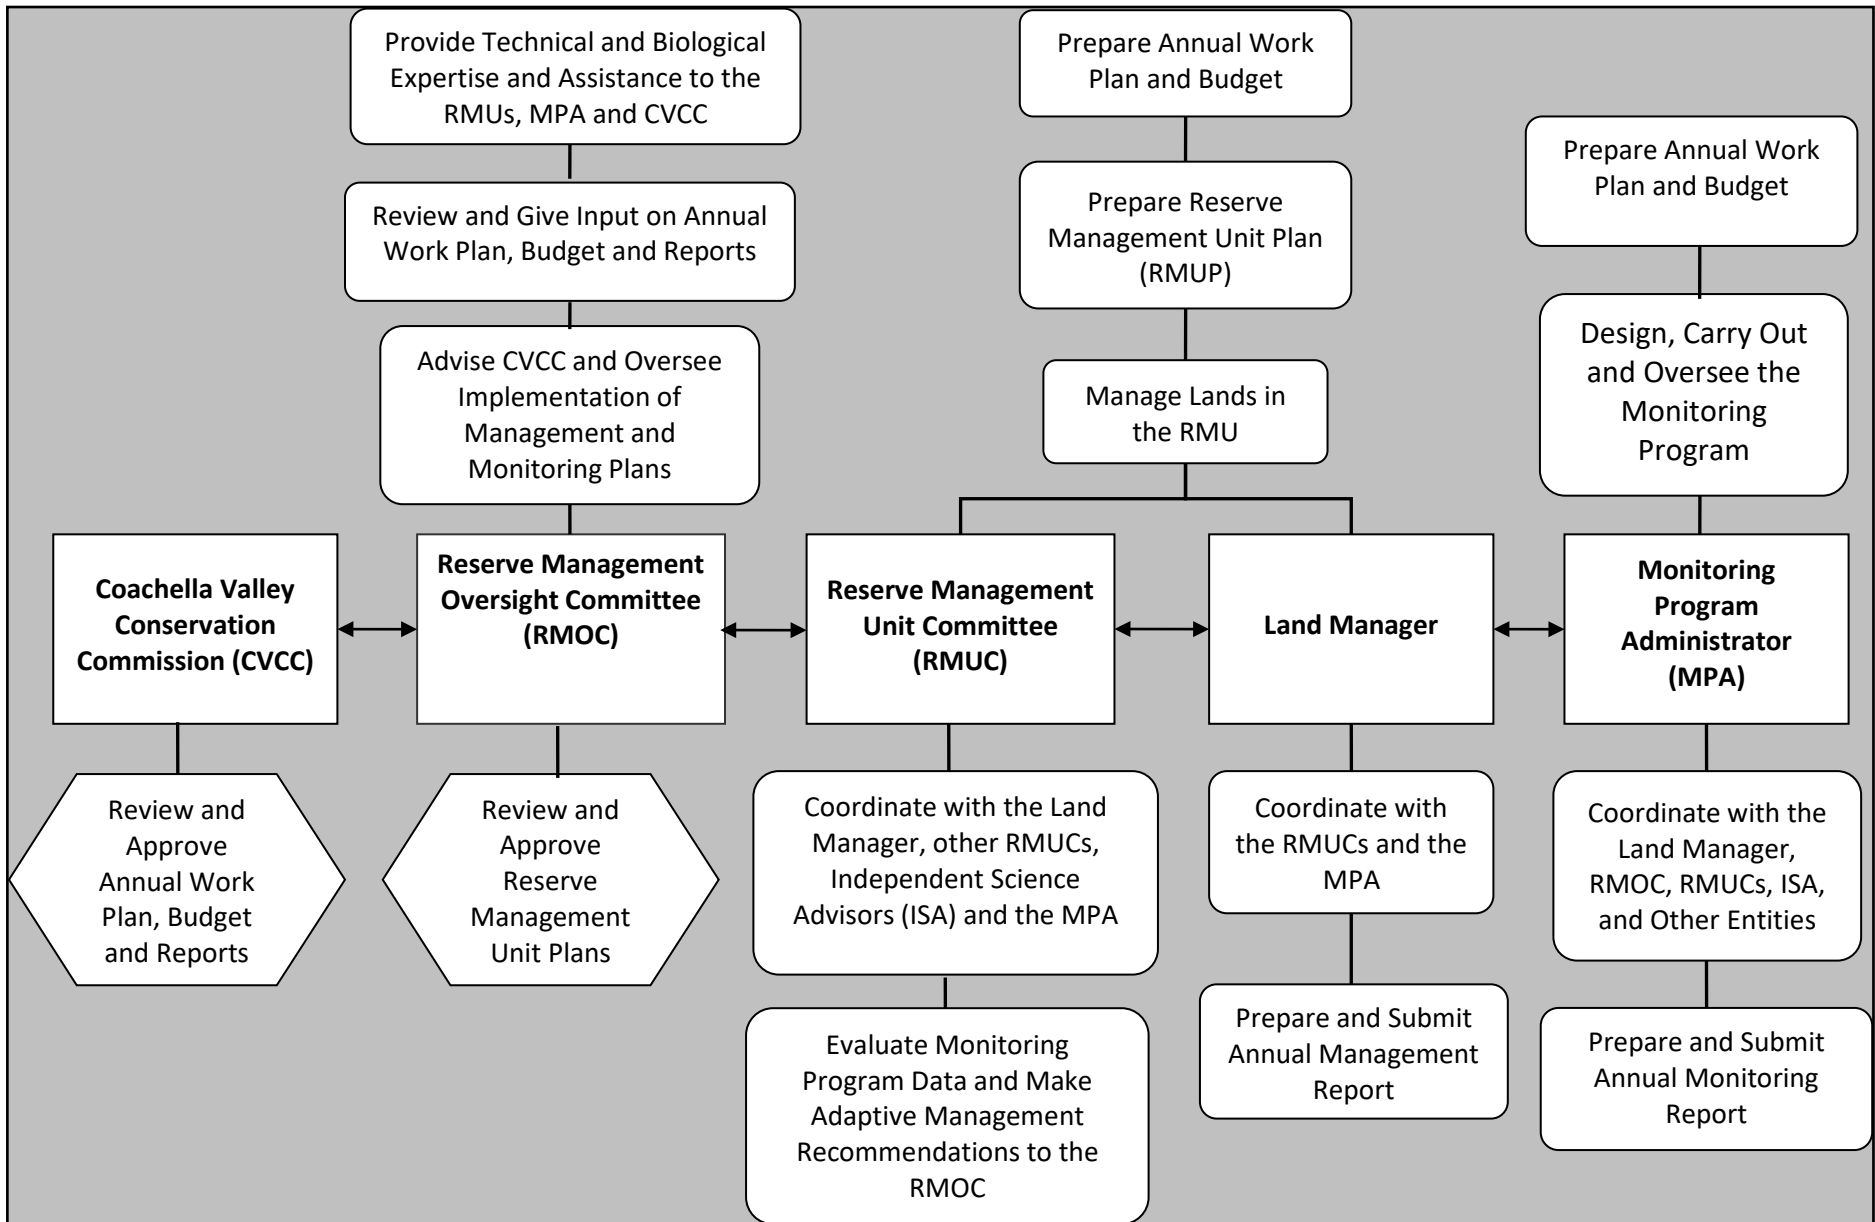 Provide Technical and Biological
Expertise and Assistance to the
RMUs, MPA and CVCC
Review and Give Input on Annual
Work Plan, Budget and Reports
Advise CVCC and Oversee
Implementation of
Management and
Monitoring Plans
Prepare Annual Work
Plan and Budget
Prepare Reserve
Management Unit Plan
(RMUP)
Manage Lands in
the RMU
Prepare Annual Work
Plan and Budget
Design, Carry Out
and Oversee the
Monitoring
Program
Coachella Valley
Conservation
Commission (CVCC)
Reserve Management
Oversight Committee
(RMOC)
Reserve Management
Unit Committee
(RMUC)
Land Manager
Monitoring
Program
Administrator
(MPA)
Review and
Approve
Annual Work
Plan, Budget
and Reports
Review and
Approve
Reserve
Management
Unit Plans
Coordinate with the Land
Manager, other RMUCs,
Independent Science
Advisors (ISA) and the MPA
Evaluate Monitoring
Program Data and Make
Adaptive Management
Recommendations to the
RMOC
Coordinate with
the RMUCs and the
MPA
Prepare and Submit
Annual Management
Report
Coordinate with the
Land Manager,
RMOC, RMUCs, ISA,
and Other Entities
Prepare and Submit
Annual Monitoring
Report